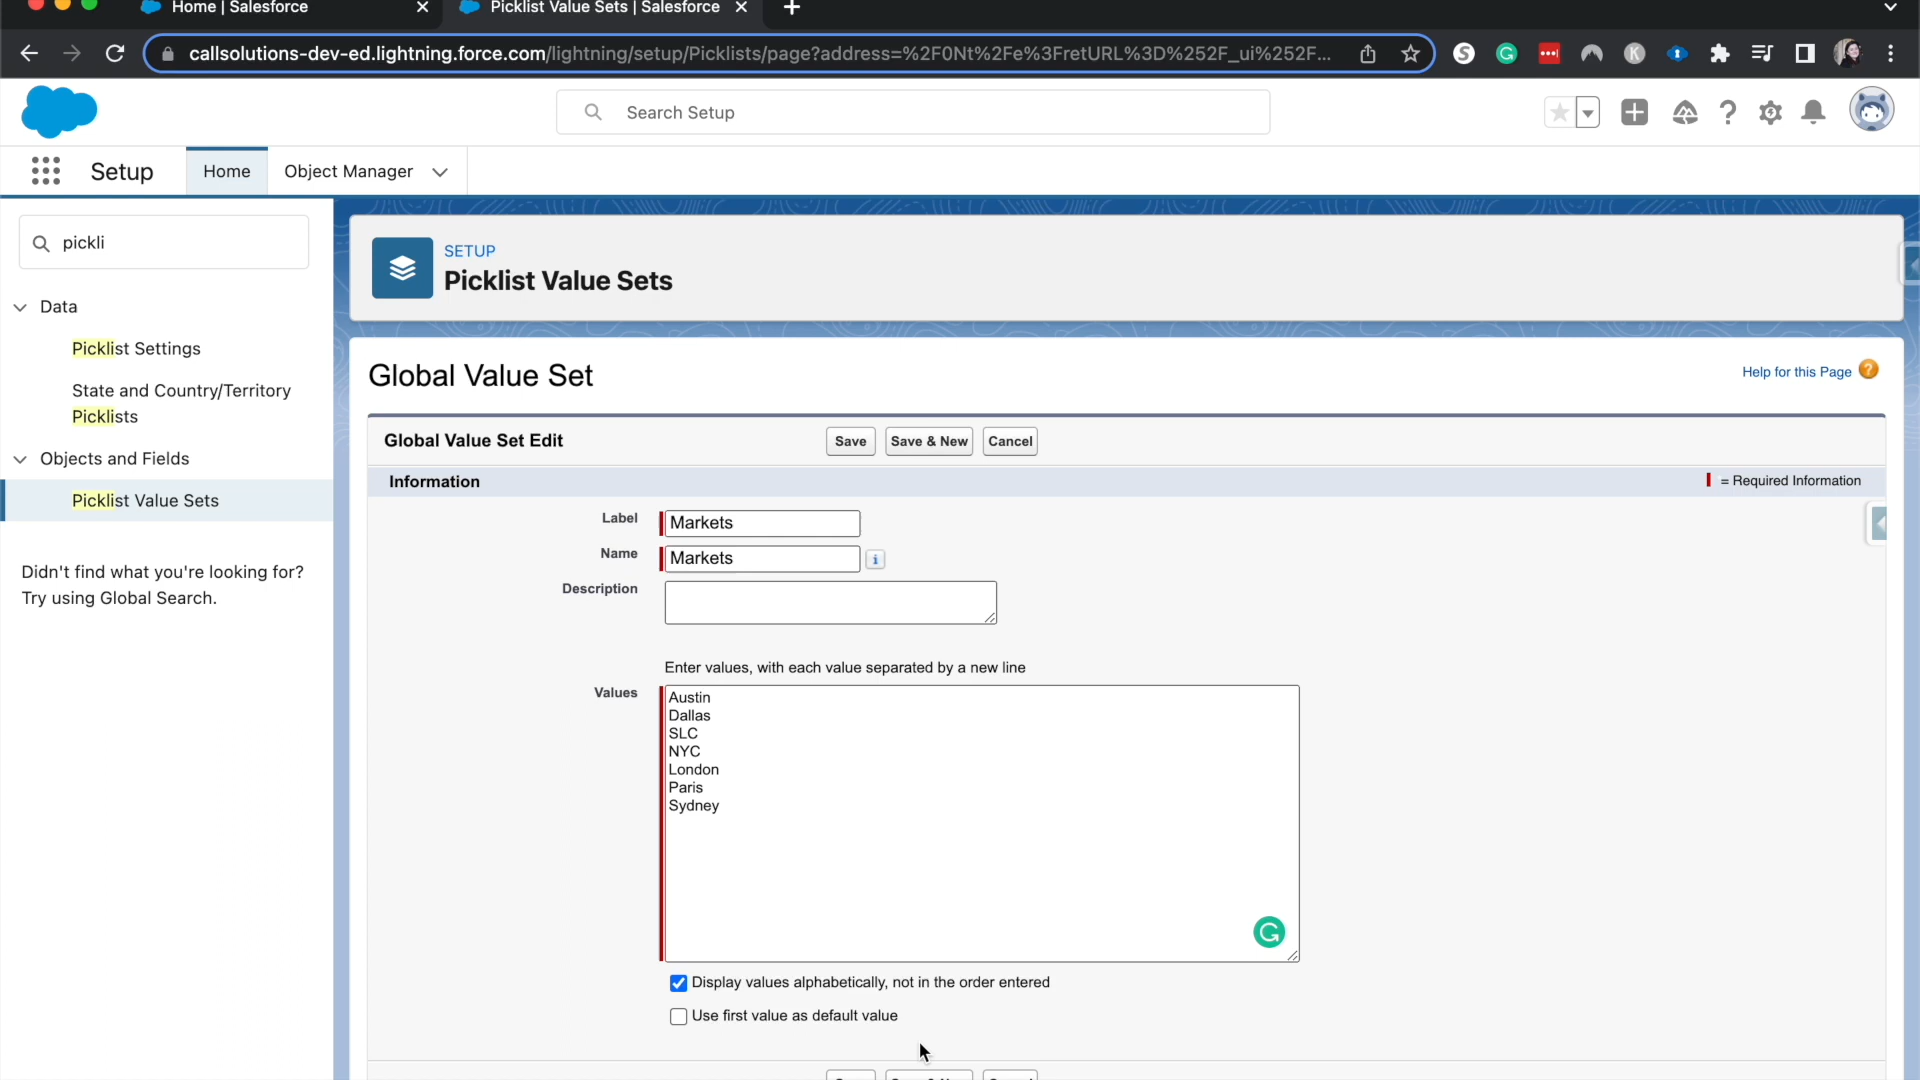 Home | Salesforce
Picklist Value Sets | Salesforce
callsolutions-dev-ed.lightning.force.com/lightning/setup/Picklists/page?address=%2F0Nt%2Fe%3FretURL%3D%252F_ui%252F...
Search Setup
Setup
Home
Object Manager
pickli
Data
Picklist Settings
State and Country/Territory
Picklists
Objects and Fields
Picklist Value Sets
Didn't find what you're looking for?
Try using Global Search.
SETUP
Picklist Value Sets
Global Value Set
Help for this Page
Global Value Set Edit
Save
Save & New
Cancel
Information
= Required Information
Label
Markets
Name
Markets
Description
Enter values, with each value separated by a new line
Values
Austin
Dallas
SLC
NYC
London
Paris
Sydney
Display values alphabetically, not in the order entered
Use first value as default value